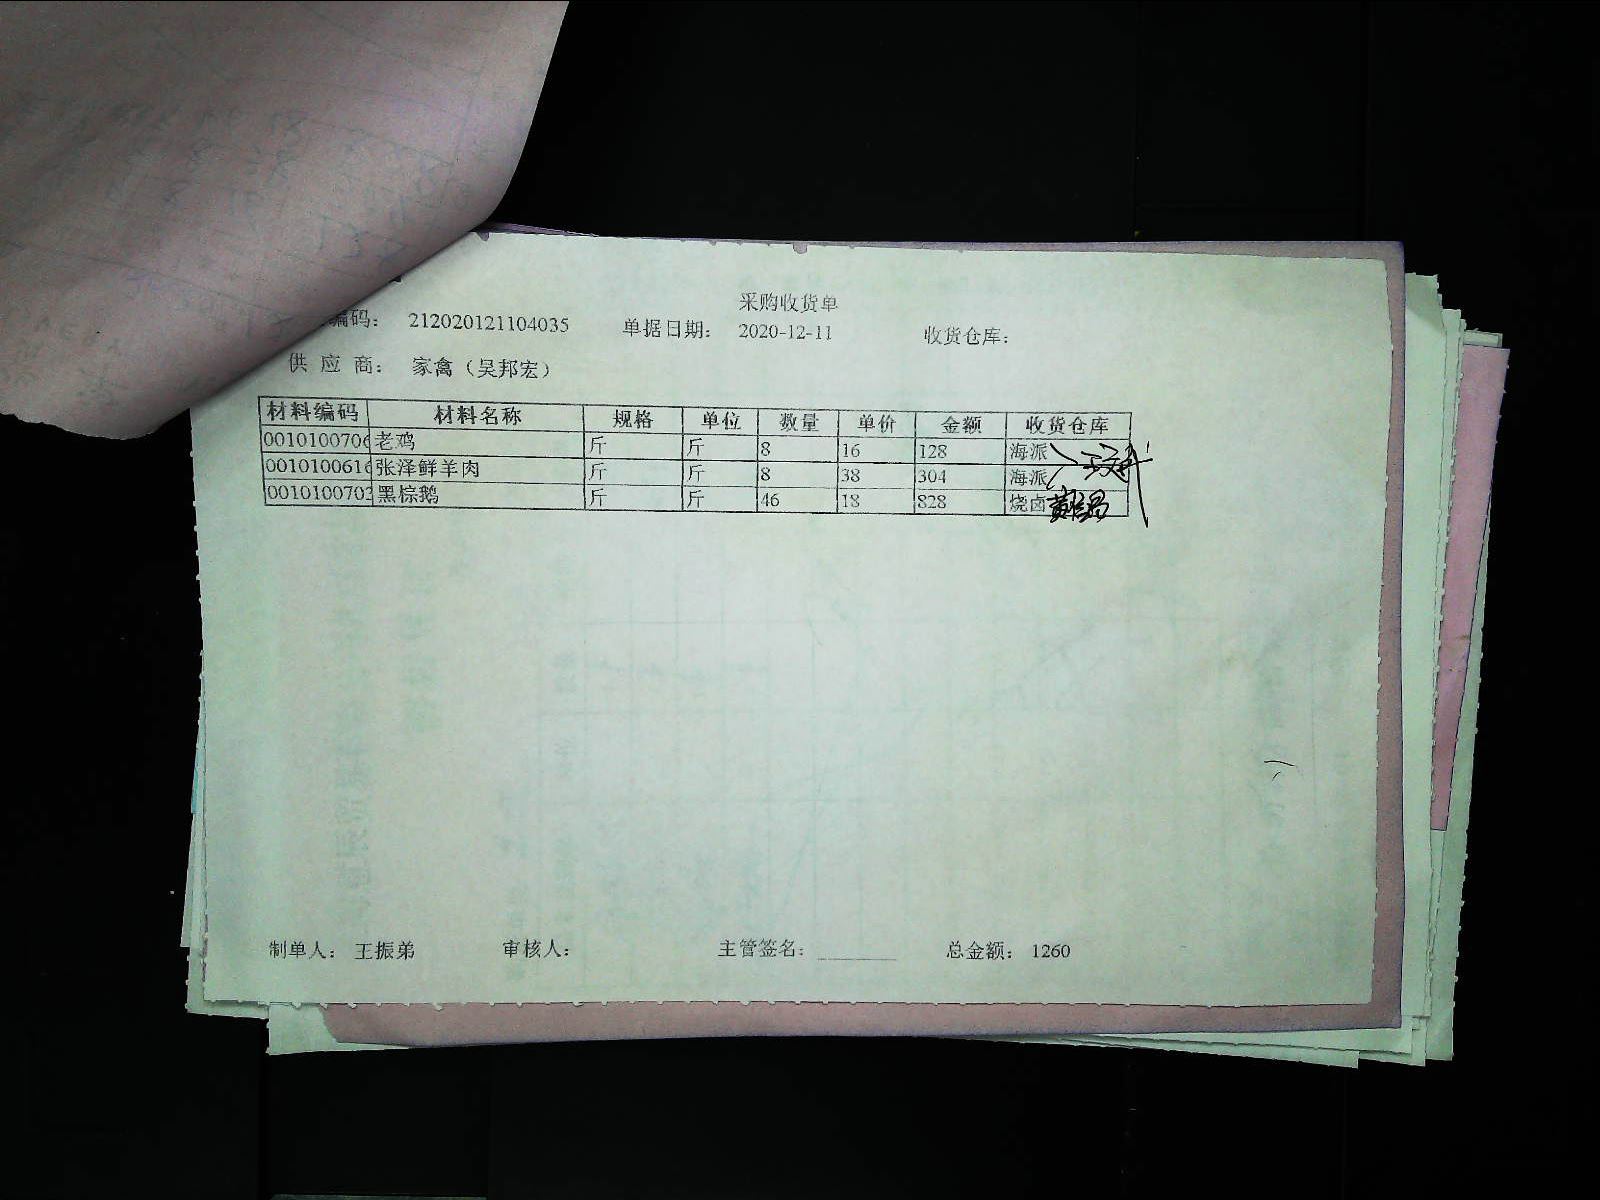 采购收货单
编码： 212020121104035 单据日期： 2020-12-11 收货仓库：
供 应 商： 家禽（吴邦宏）
材料编码 材料名称 规格 单位 数量 单价 金额 收货仓库
0010100706 老鸡 斤 斤 8 16 128 海派
0010100616 张泽鲜羊肉 斤 斤 8 38 304 海派
0010100703 黑棕鹅 斤 斤 46 18 828 烧卤
制单人： 王振弟 审核人： 主管签名： 总金额： 1260